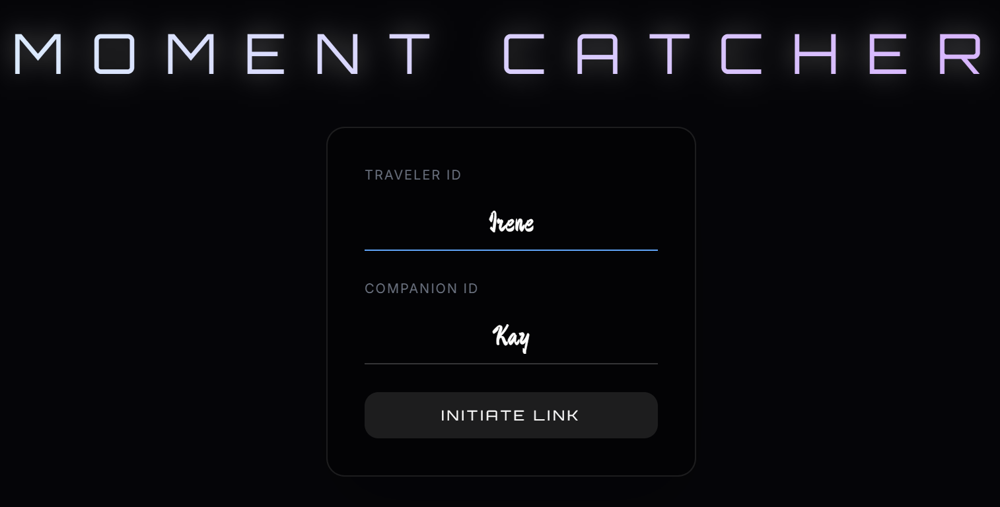 MOMENT CATCHER
TRAVELER ID
Irene
COMPANION ID
Kay
INITIATE LINK